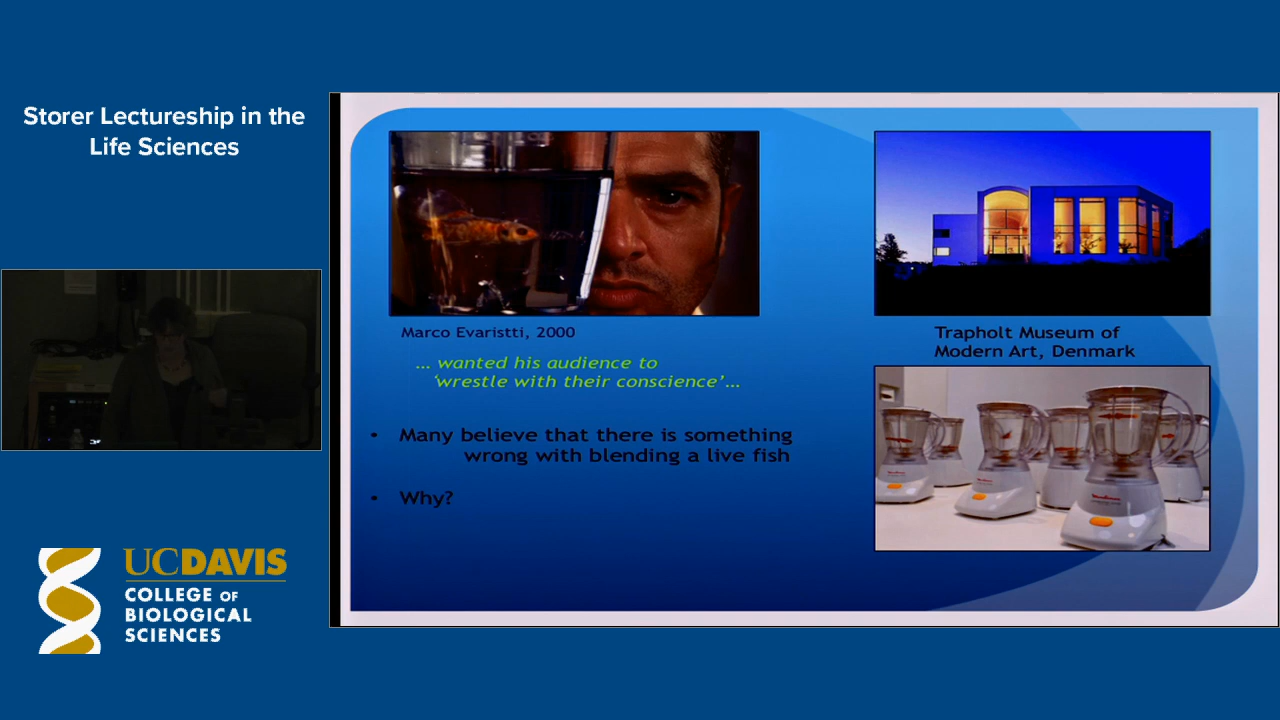 Storer Lectureship in the
Life Sciences
Marco Evaristti, 2000
... wanted his audience to
'wrestle with their conscience'...
• Many believe that there is something
wrong with blending a live fish
• Why?
Trapholt Museum of
Modern Art, Denmark
UCDAVIS
COLLEGE OF
BIOLOGICAL
SCIENCES